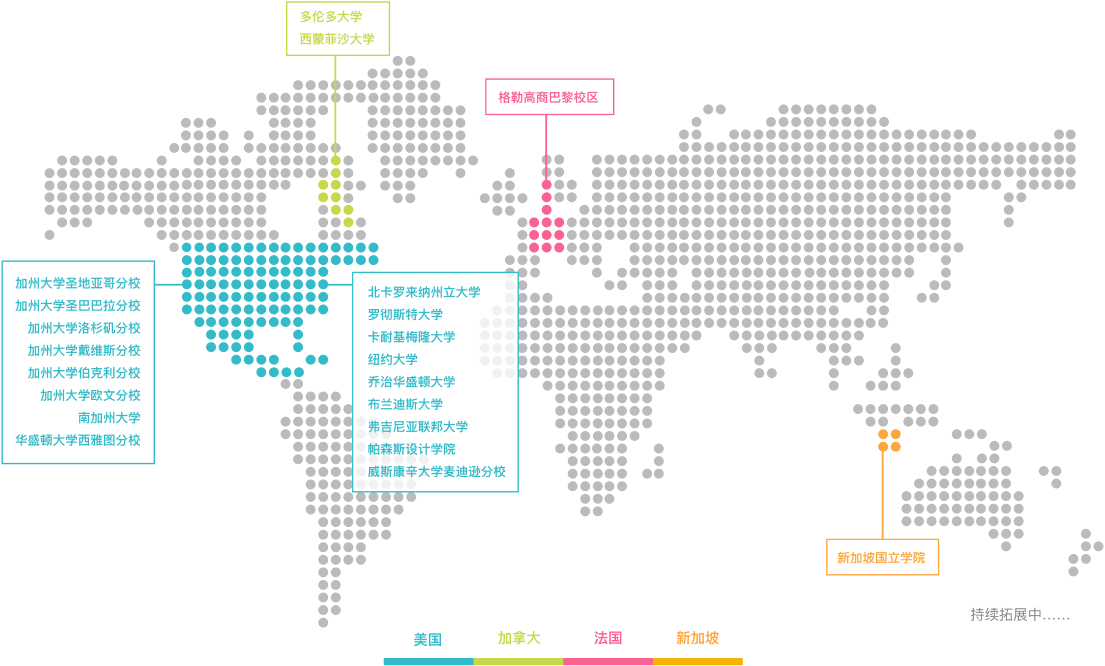 多伦多大学
西蒙菲沙大学
格勒高商巴黎校区
加州大学圣地亚哥分校
加州大学圣巴巴拉分校
加州大学洛杉矶分校
加州大学戴维斯分校
加州大学伯克利分校
加州大学欧文分校
南加州大学
华盛顿大学西雅图分校
北卡罗来纳州立大学
罗彻斯特大学
卡耐基梅隆大学
纽约大学
乔治华盛顿大学
布兰迪斯大学
弗吉尼亚联邦大学
帕森斯设计学院
威斯康辛大学麦迪逊分校
新加坡国立学院
持续拓展中......
美国
加拿大
法国
新加坡